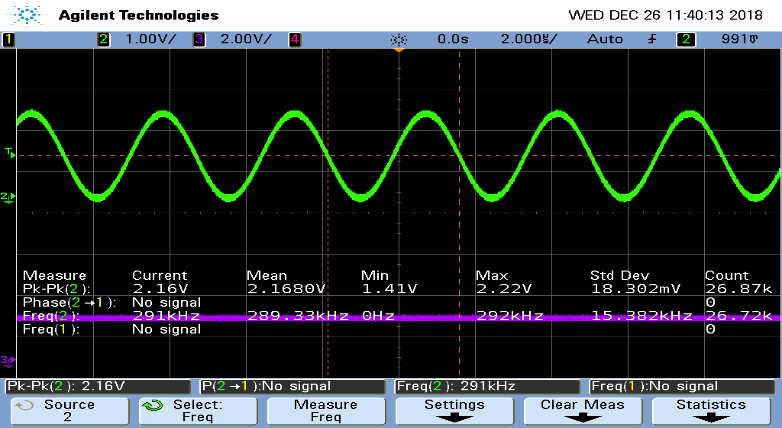 Agilent Technologies WED DEC 26 11:40:13 2018
1 2 1.00V/ 3 2.00V/ 4 0.0s 2.000µs/ Auto 2 991mV
T
2
Measure Current Mean Min Max Std Dev Count
Pk-Pk(2): 2.16V 2.1680V 1.41V 2.22V 18.302mV 26.87k
Phase(2→1): No signal 0
Freq(2): 291kHz 289.33kHz 0Hz 292kHz 15.382kHz 26.72k
Freq(1): No signal 0
3
Pk-Pk(2): 2.16V P(2→1):No signal Freq(2): 291kHz Freq(1):No signal
Source Select: Measure Settings Clear Meas Statistics
2 Freq Freq